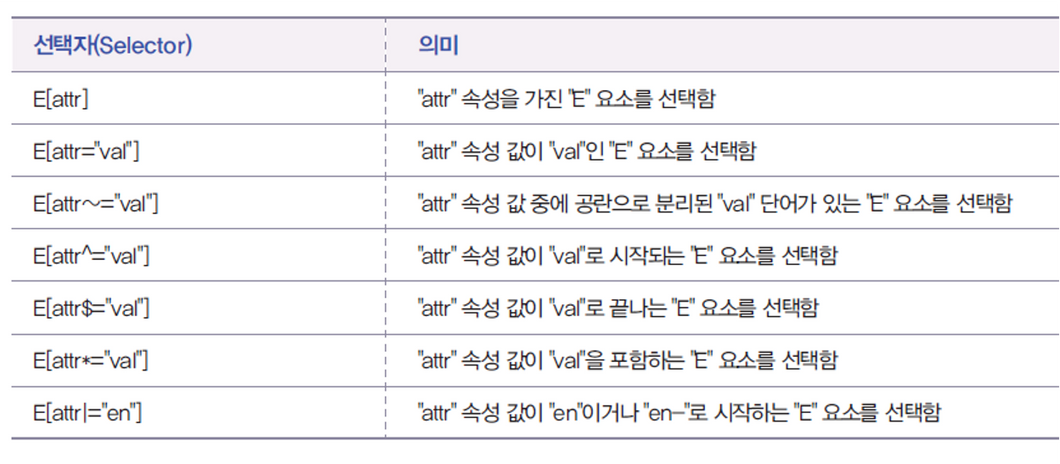 선택자(Selector) 의미
E[attr] "attr" 속성을 가진 "E" 요소를 선택함
E[attr="val"] "attr" 속성 값이 "val"인 "E" 요소를 선택함
E[attr~="val"] "attr" 속성 값 중에 공란으로 분리된 "val" 단어가 있는 "E" 요소를 선택함
E[attr^="val"] "attr" 속성 값이 "val"로 시작되는 "E" 요소를 선택함
E[attr$="val"] "attr" 속성 값이 "val"로 끝나는 "E" 요소를 선택함
E[attr*="val"] "attr" 속성 값이 "val"을 포함하는 "E" 요소를 선택함
E[attr|="en"] "attr" 속성 값이 "en"이거나 "en-"로 시작하는 "E" 요소를 선택함